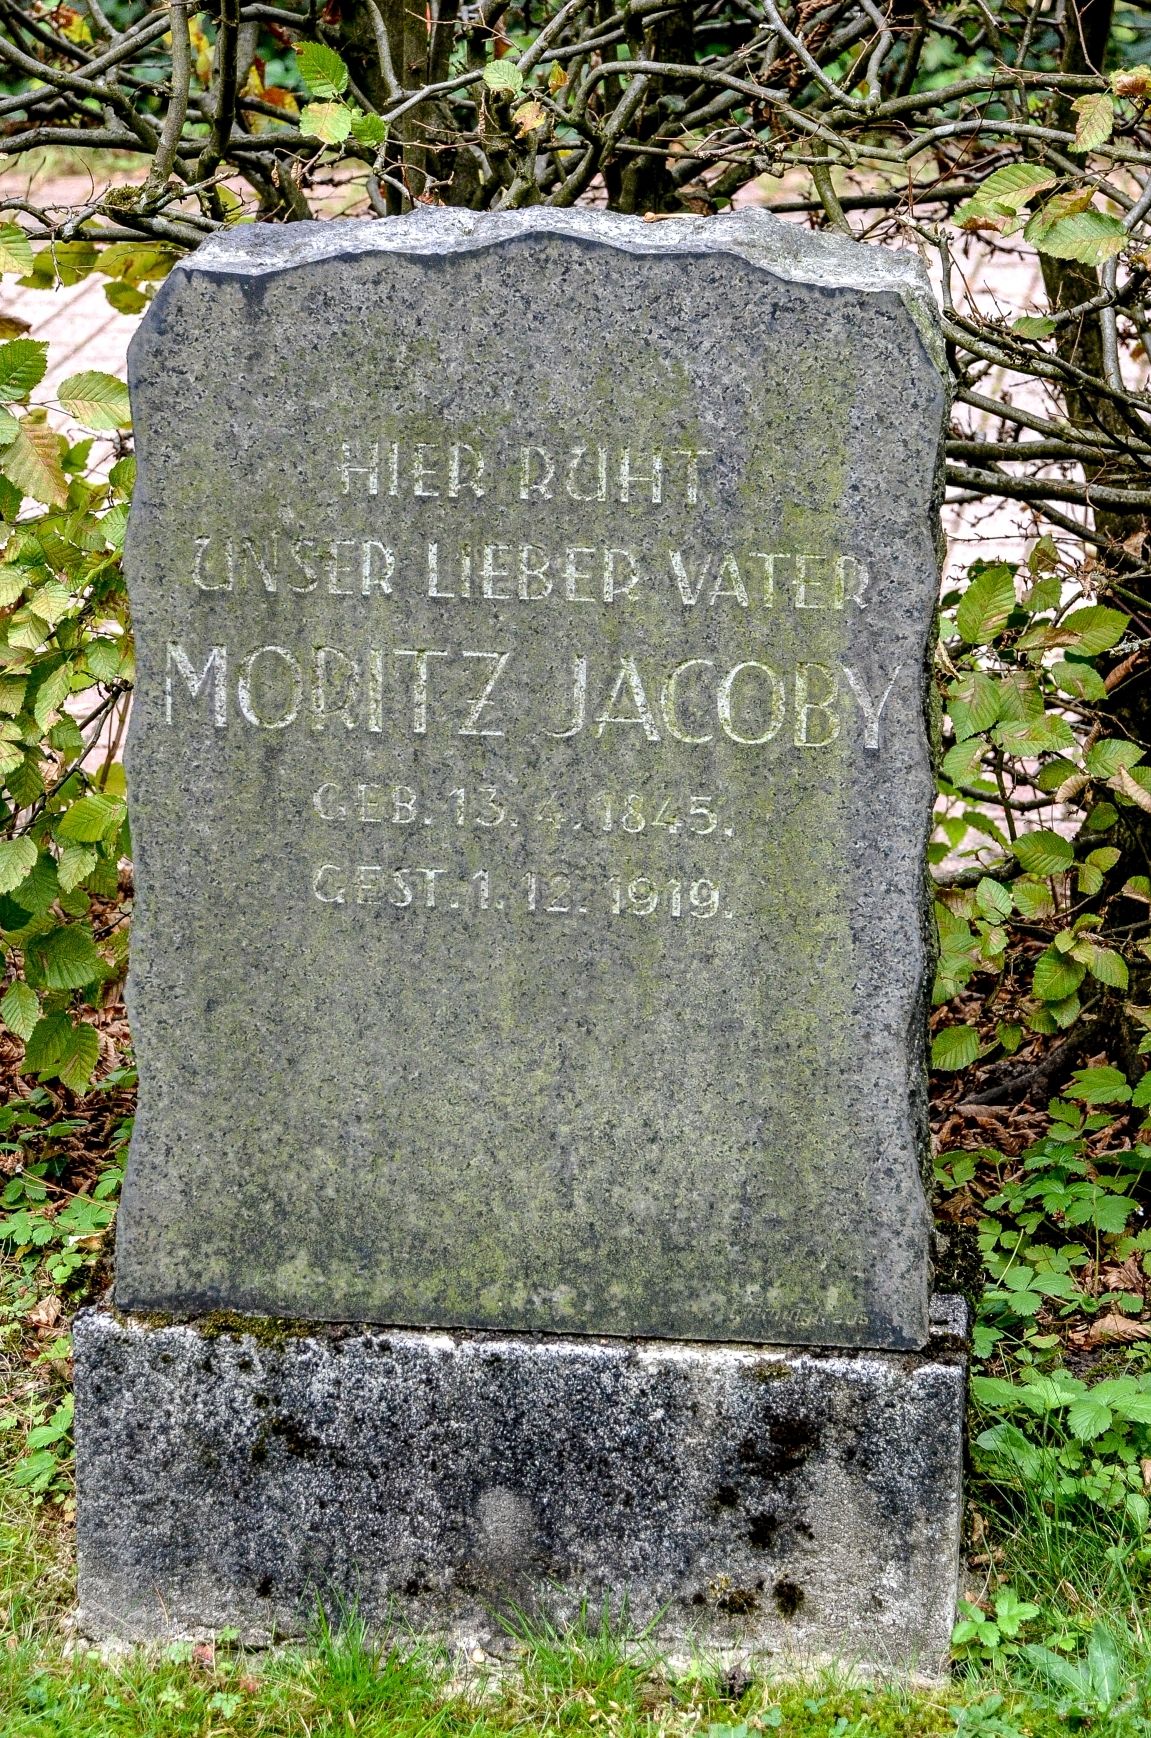 HIER RUHT
UNSER LIEBER VATER
MORITZ JACOBY
GEB. 13. 4. 1845.
GEST. 1. 12. 1919.